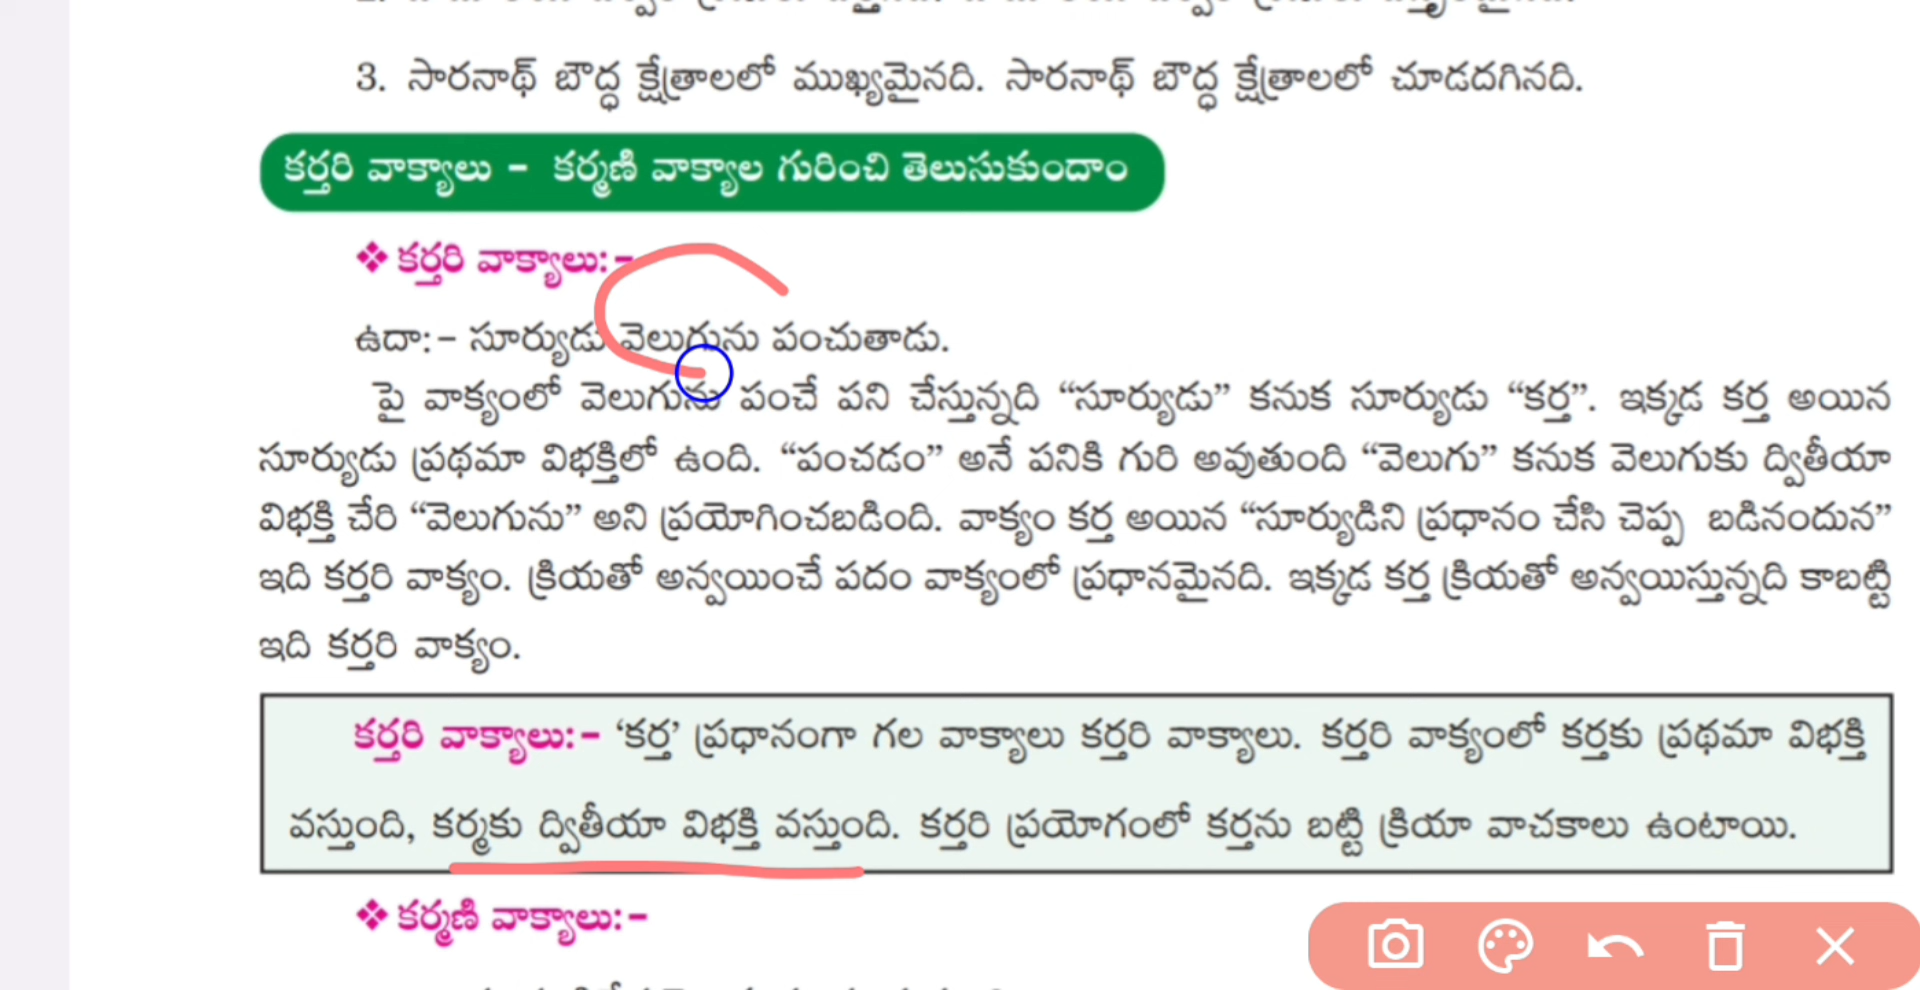 3. సారనాథ్ బౌద్ధ క్షేత్రాలలో ముఖ్యమైనది. సారనాథ్ బౌద్ధ క్షేత్రాలలో చూడదగినది.
కర్తరి వాక్యాలు - కర్మణి వాక్యాల గురించి తెలుసుకుందాం
❖ కర్తరి వాక్యాలు:-
ఉదా:- సూర్యుడు వెలుగును పంచుతాడు.
పై వాక్యంలో వెలుగును పంచే పని చేస్తున్నది “సూర్యుడు” కనుక సూర్యుడు “కర్త”. ఇక్కడ కర్త అయిన
సూర్యుడు ప్రథమా విభక్తిలో ఉంది. “పంచడం” అనే పనికి గురి అవుతుంది “వెలుగు” కనుక వెలుగుకు ద్వితీయా
విభక్తి చేరి “వెలుగును” అని ప్రయోగించబడింది. వాక్యం కర్త అయిన “సూర్యుడిని ప్రధానం చేసి చెప్ప బడినందున”
ఇది కర్తరి వాక్యం. క్రియతో అన్వయించే పదం వాక్యంలో ప్రధానమైనది. ఇక్కడ కర్త క్రియతో అన్వయిస్తున్నది కాబట్టి
ఇది కర్తరి వాక్యం.
కర్తరి వాక్యాలు:- ‘కర్త’ ప్రధానంగా గల వాక్యాలు కర్తరి వాక్యాలు. కర్తరి వాక్యంలో కర్తకు ప్రథమా విభక్తి
వస్తుంది, కర్మకు ద్వితీయా విభక్తి వస్తుంది. కర్తరి ప్రయోగంలో కర్తను బట్టి క్రియా వాచకాలు ఉంటాయి.
❖ కర్మణి వాక్యాలు:-